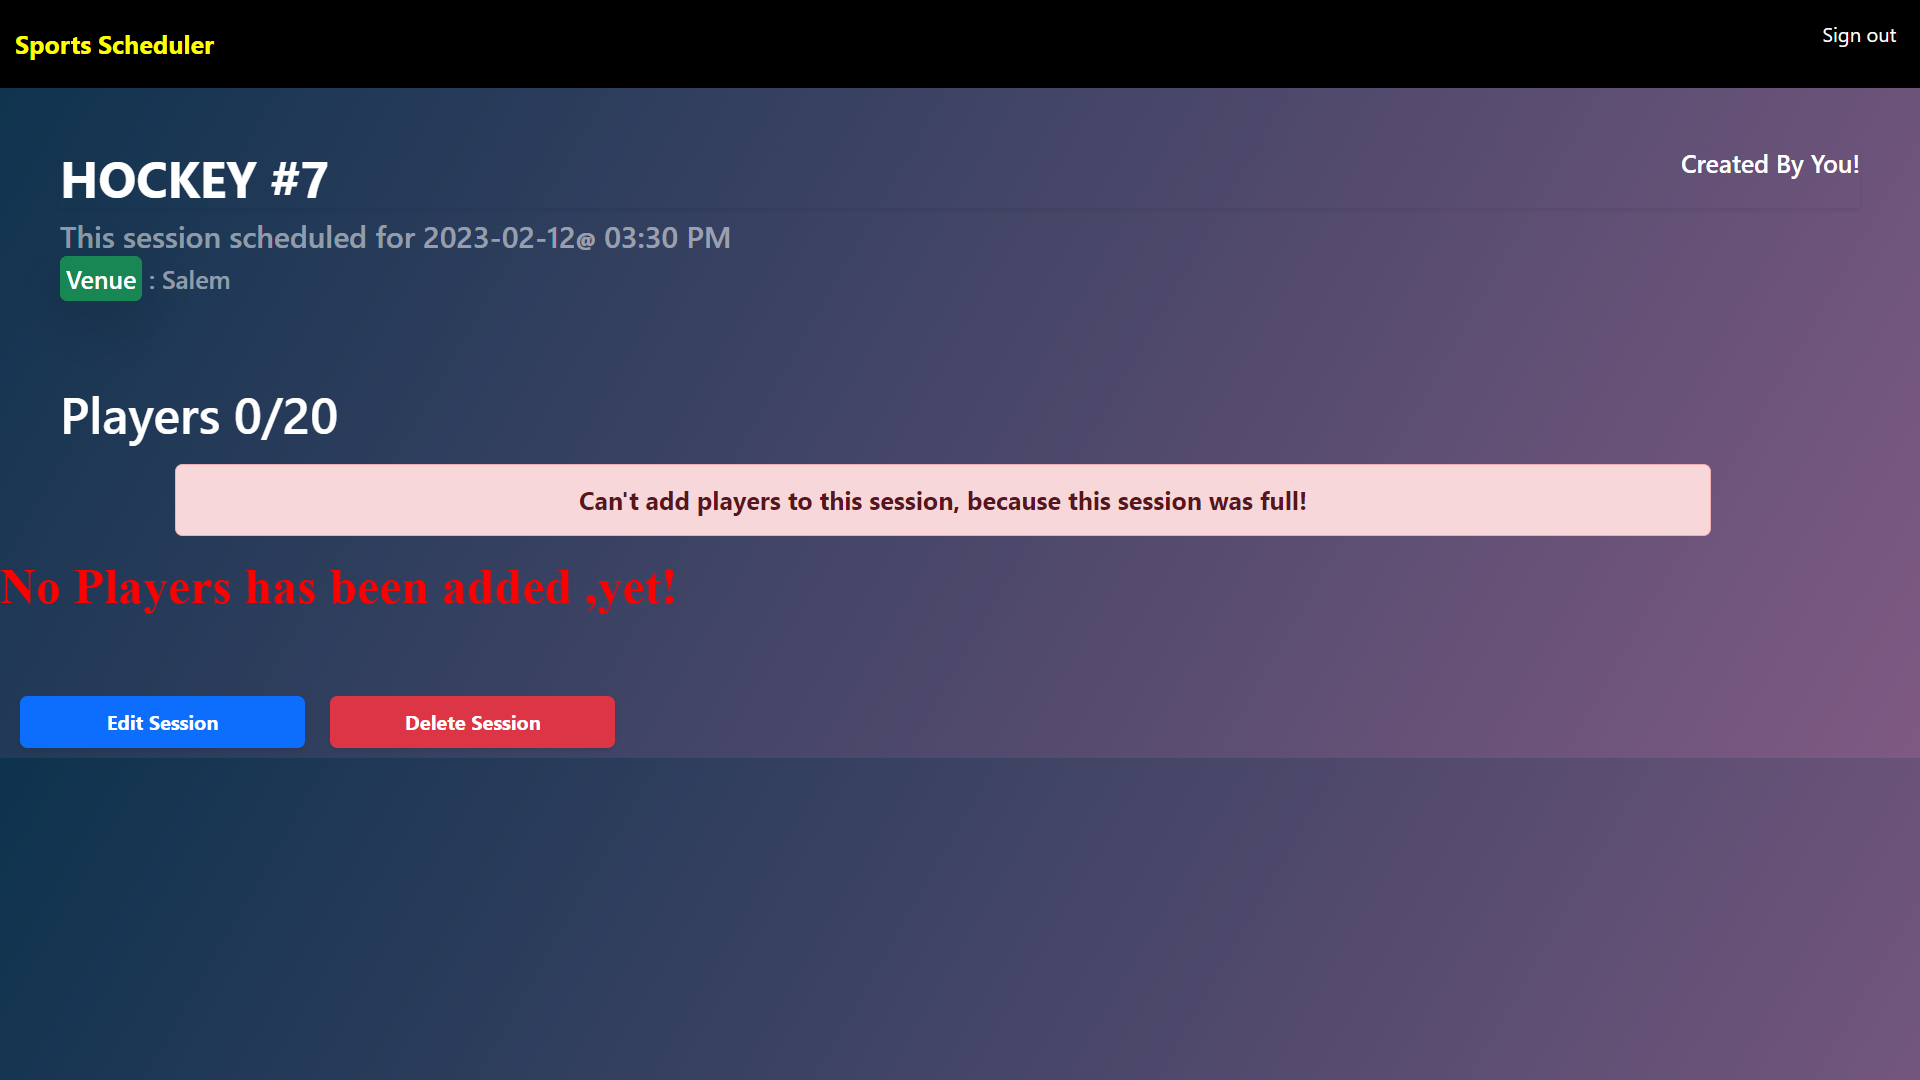 Sports Scheduler
Sign out
HOCKEY #7
Created By You!
This session scheduled for 2023-02-12@ 03:30 PM
Venue : Salem
Players 0/20
Can't add players to this session, because this session was full!
No Players has been added ,yet!
Edit Session
Delete Session